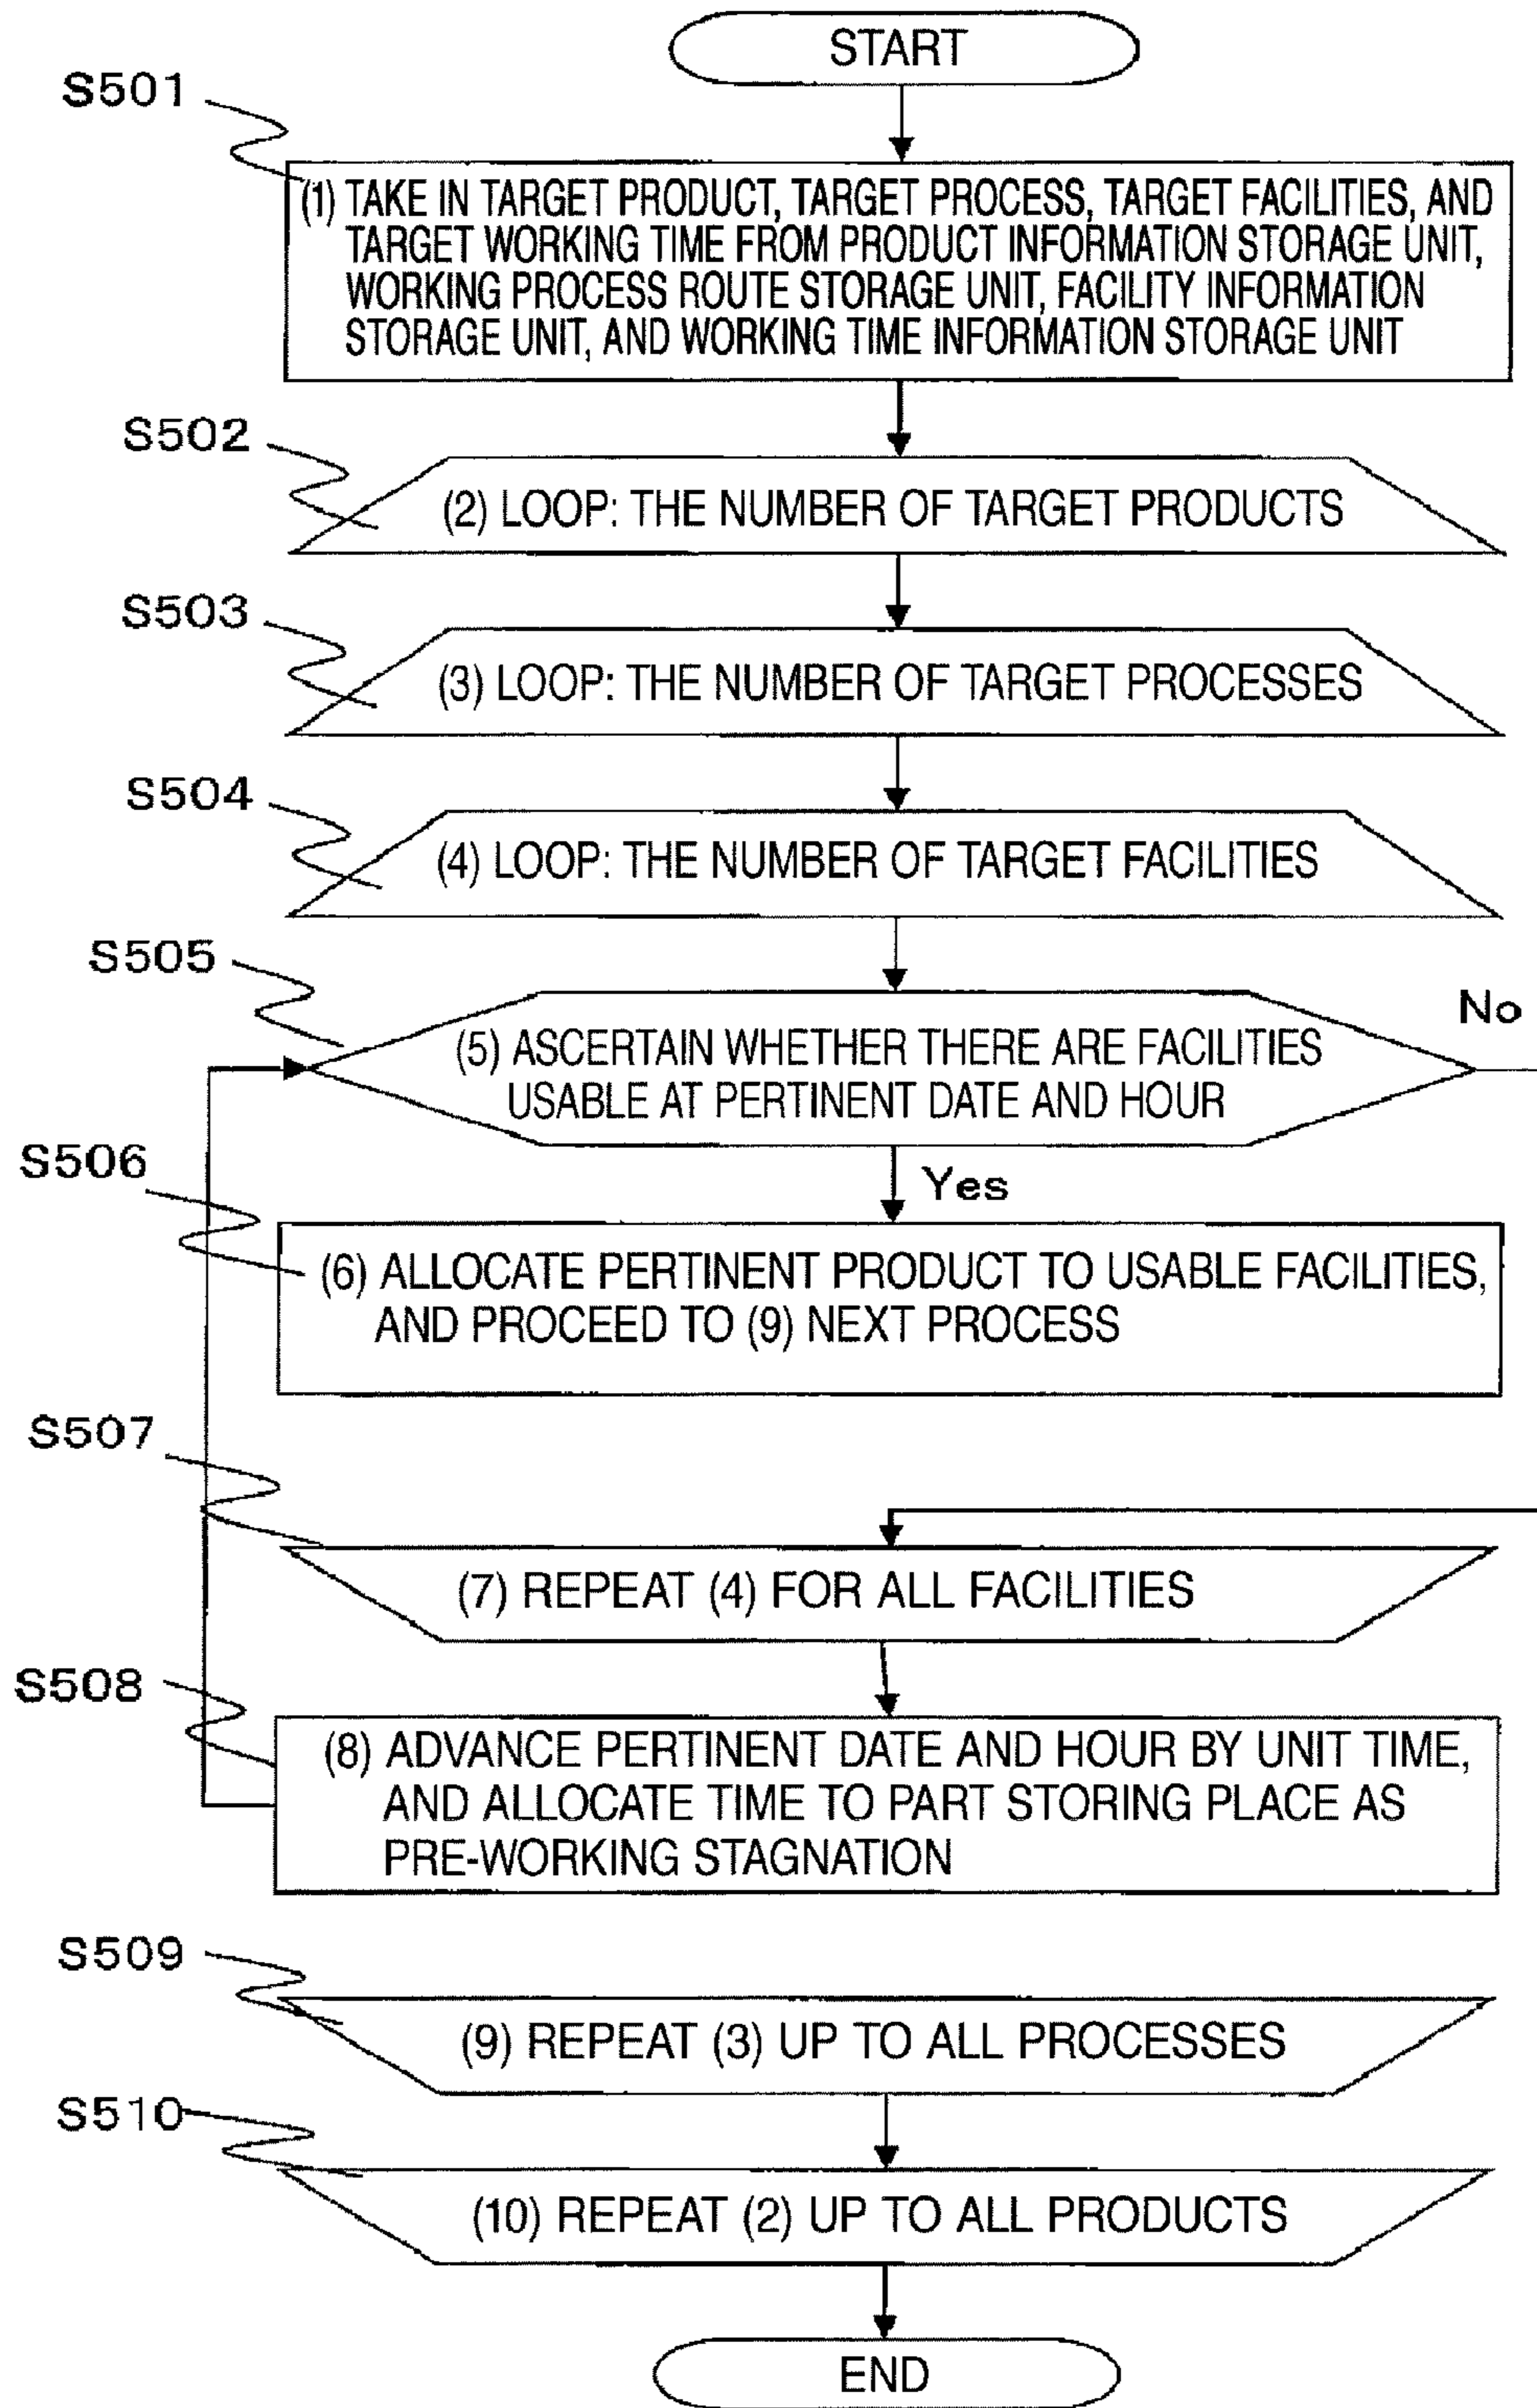 START
S501
(1) TAKE IN TARGET PRODUCT, TARGET PROCESS, TARGET FACILITIES, AND
TARGET WORKING TIME FROM PRODUCT INFORMATION STORAGE UNIT,
WORKING PROCESS ROUTE STORAGE UNIT, FACILITY INFORMATION
STORAGE UNIT, AND WORKING TIME INFORMATION STORAGE UNIT
S502
(2) LOOP: THE NUMBER OF TARGET PRODUCTS
S503
(3) LOOP: THE NUMBER OF TARGET PROCESSES
S504
(4) LOOP: THE NUMBER OF TARGET FACILITIES
S505
No
(5) ASCERTAIN WHETHER THERE ARE FACILITIES
USABLE AT PERTINENT DATE AND HOUR
S506
Yes
(6) ALLOCATE PERTINENT PRODUCT TO USABLE FACILITIES,
AND PROCEED TO (9) NEXT PROCESS
S507
(7) REPEAT (4) FOR ALL FACILITIES
S508
(8) ADVANCE PERTINENT DATE AND HOUR BY UNIT TIME,
AND ALLOCATE TIME TO PART STORING PLACE AS
PRE-WORKING STAGNATION
S509
(9) REPEAT (3) UP TO ALL PROCESSES
S510
(10) REPEAT (2) UP TO ALL PRODUCTS
END